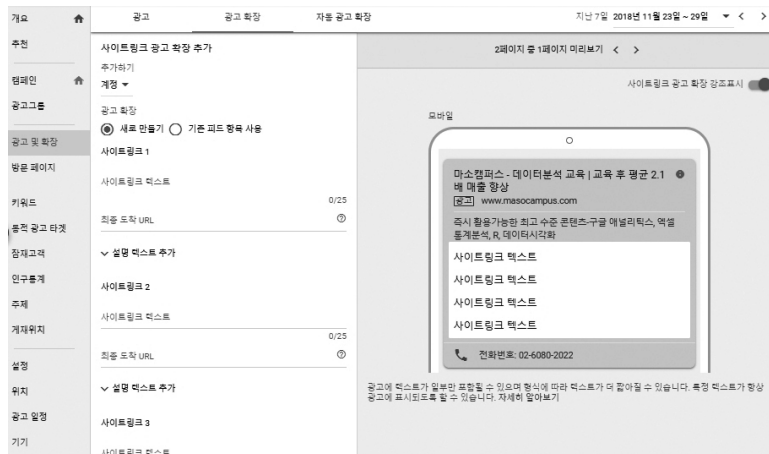 개요
추천
캠페인
광고그룹
광고 및 확장
방문 페이지
키워드
동적 광고 타겟
잠재고객
인구통계
주제
게재위치
설정
위치
광고 일정
기기
광고
광고 확장
자동 광고 확장
지난 7일 2018년 11월 23일 ~ 29일
사이트링크 광고 확장 추가
추가하기
계정
광고 확장
새로 만들기 기존 피드 항목 사용
사이트링크 1
사이트링크 텍스트
0/25
최종 도착 URL
설명 텍스트 추가
사이트링크 2
사이트링크 텍스트
0/25
최종 도착 URL
설명 텍스트 추가
사이트링크 3
사이트링크 텍스트
2페이지 중 1페이지 미리보기
사이트링크 광고 확장 강조표시
모바일
마소캠퍼스 - 데이터분석 교육 | 교육 후 평균 2.1
배 매출 향상
광고 www.masocampus.com
즉시 활용가능한 최고 수준 콘텐츠-구글 애널리틱스, 엑셀
통계분석, R, 데이터시각화
사이트링크 텍스트
사이트링크 텍스트
사이트링크 텍스트
사이트링크 텍스트
전화번호: 02-6080-2022
광고에 텍스트가 일부만 포함될 수 있으며 형식에 따라 텍스트가 더 짧아질 수 있습니다. 특정 텍스트가 항상
광고에 표시되도록 할 수 있습니다. 자세히 알아보기